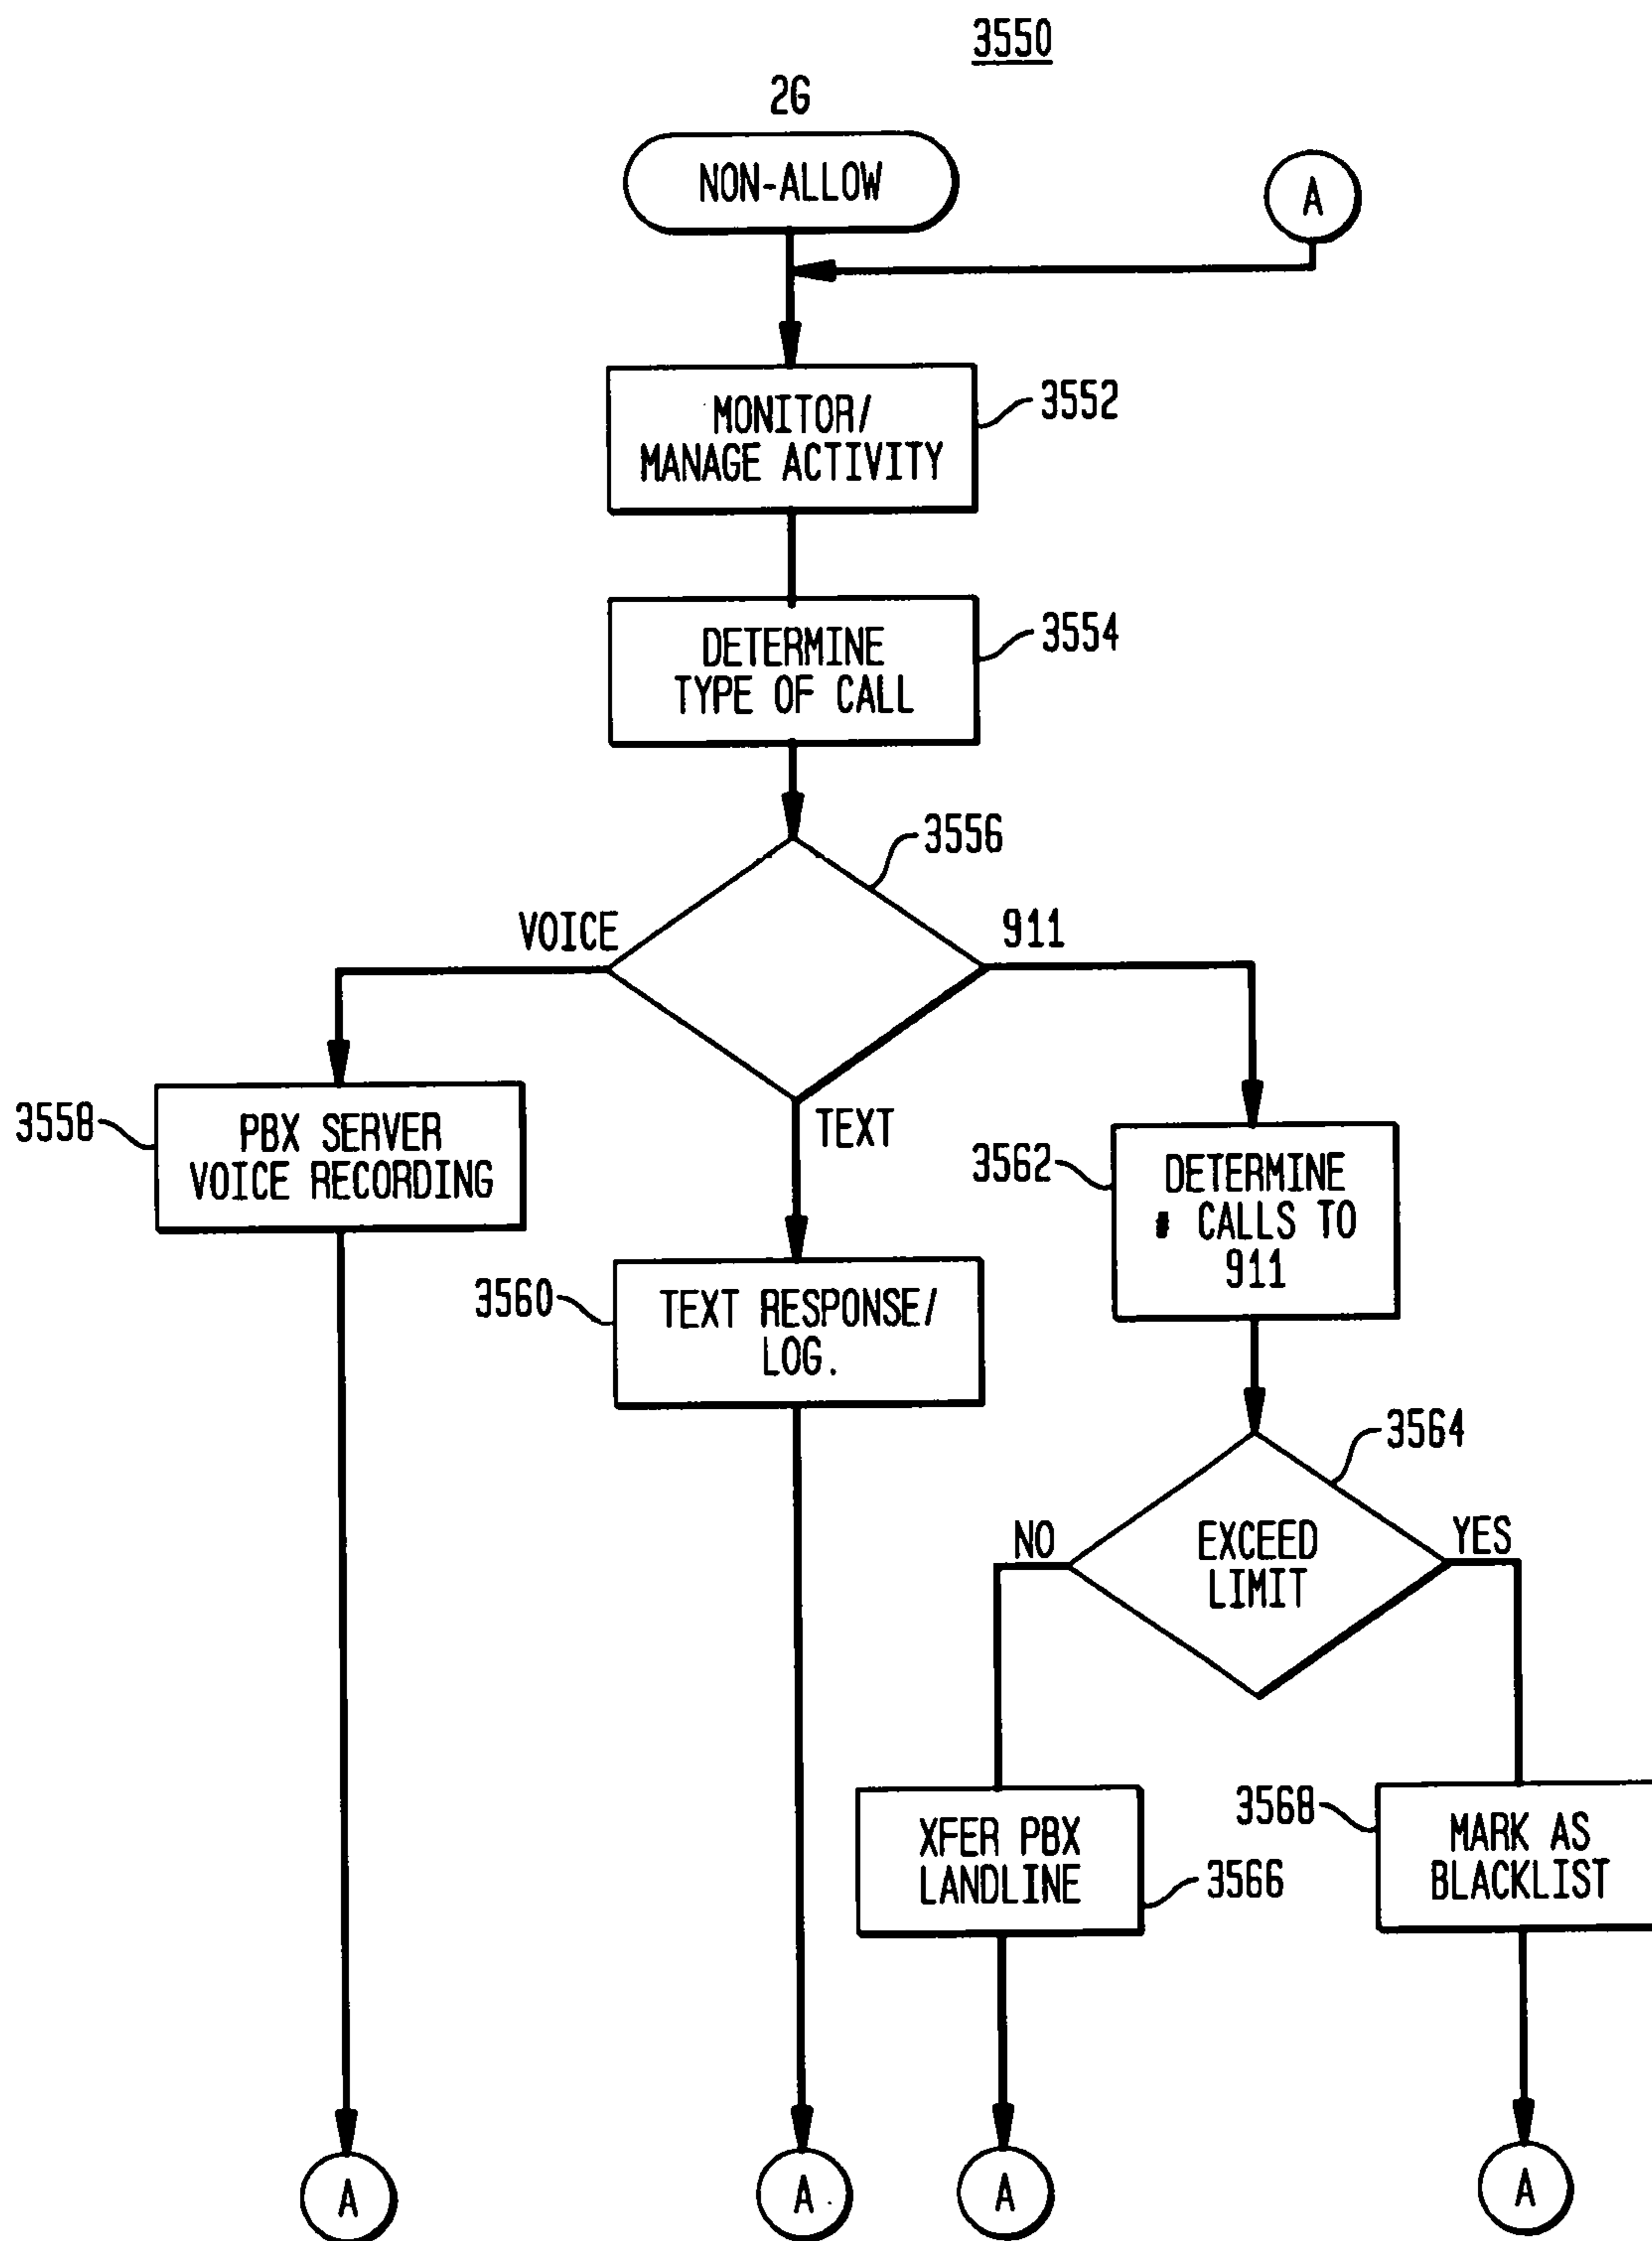 3550
2G
NON-ALLOW
A
MONITOR/
MANAGE ACTIVITY
3552
DETERMINE
TYPE OF CALL
3554
3556
VOICE
911
TEXT
3558
PBX SERVER
VOICE RECORDING
3560
TEXT RESPONSE/
LOG.
3562
DETERMINE
# CALLS TO
911
3564
NO
EXCEED
LIMIT
YES
XFER PBX
LANDLINE
3566
3568
MARK AS
BLACKLIST
A
A
A
A